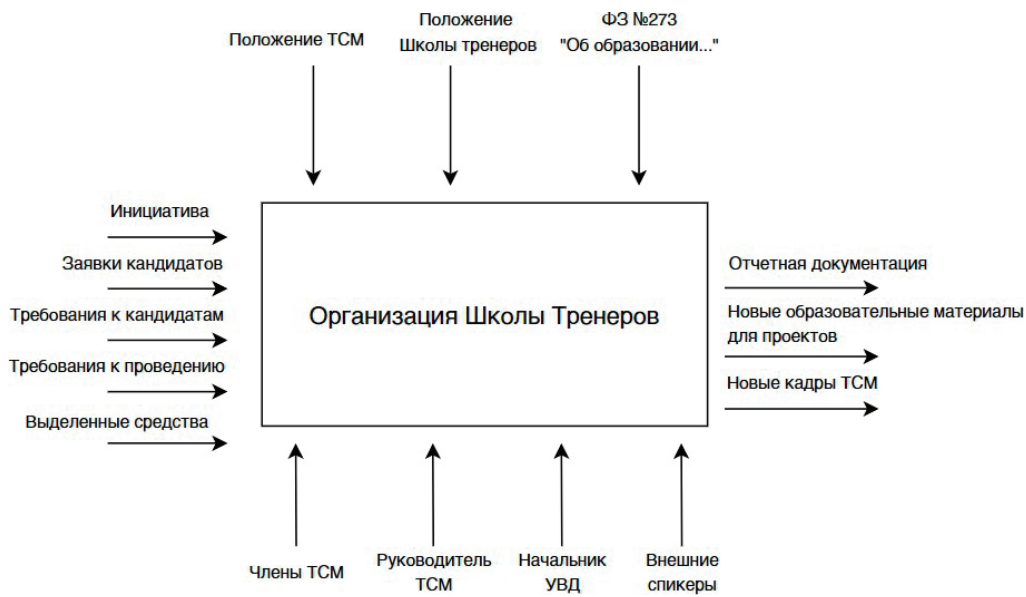 Положение ТСМ
Положение
Школы тренеров
ФЗ №273
"Об образовании..."
Инициатива
Заявки кандидатов
Требования к кандидатам
Требования к проведению
Выделенные средства
Организация Школы Тренеров
Отчетная документация
Новые образовательные материалы
для проектов
Новые кадры ТСМ
Члены ТСМ
Руководитель
ТСМ
Начальник
УВД
Внешние
спикеры